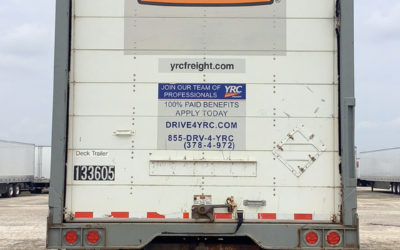 yrcfreight.com
JOIN OUR TEAM OF
PROFESSIONALS
YRC
100% PAID BENEFITS
APPLY TODAY
DRIVE4YRC.COM
855-DRV-4-YRC
(378-4-972)
Deck Trailer
133605